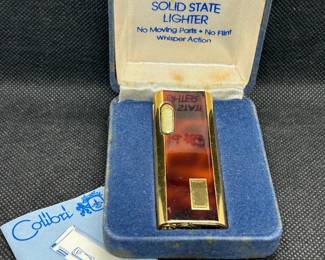 SOLID STATE
LIGHTER
No Moving Parts • No Flint
Whisper Action
Colibri